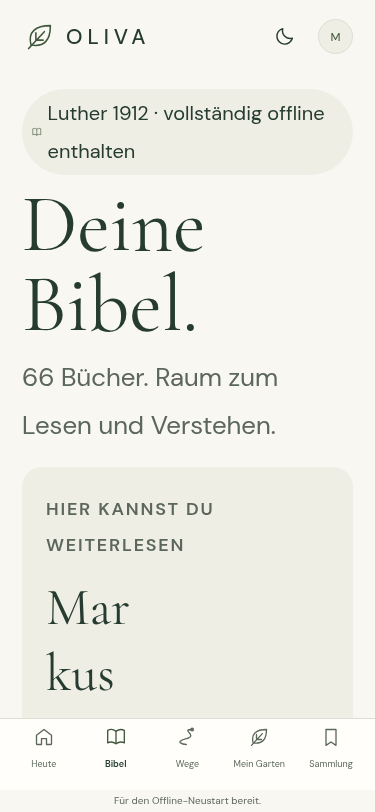 OLIVA
M
Luther 1912 · vollständig offline
enthalten
Deine
Bibel.
66 Bücher. Raum zum
Lesen und Verstehen.
HIER KANNST DU
WEITERLESEN
Mar
kus
Heute Bibel Wege Mein Garten Sammlung
Für den Offline-Neustart bereit.